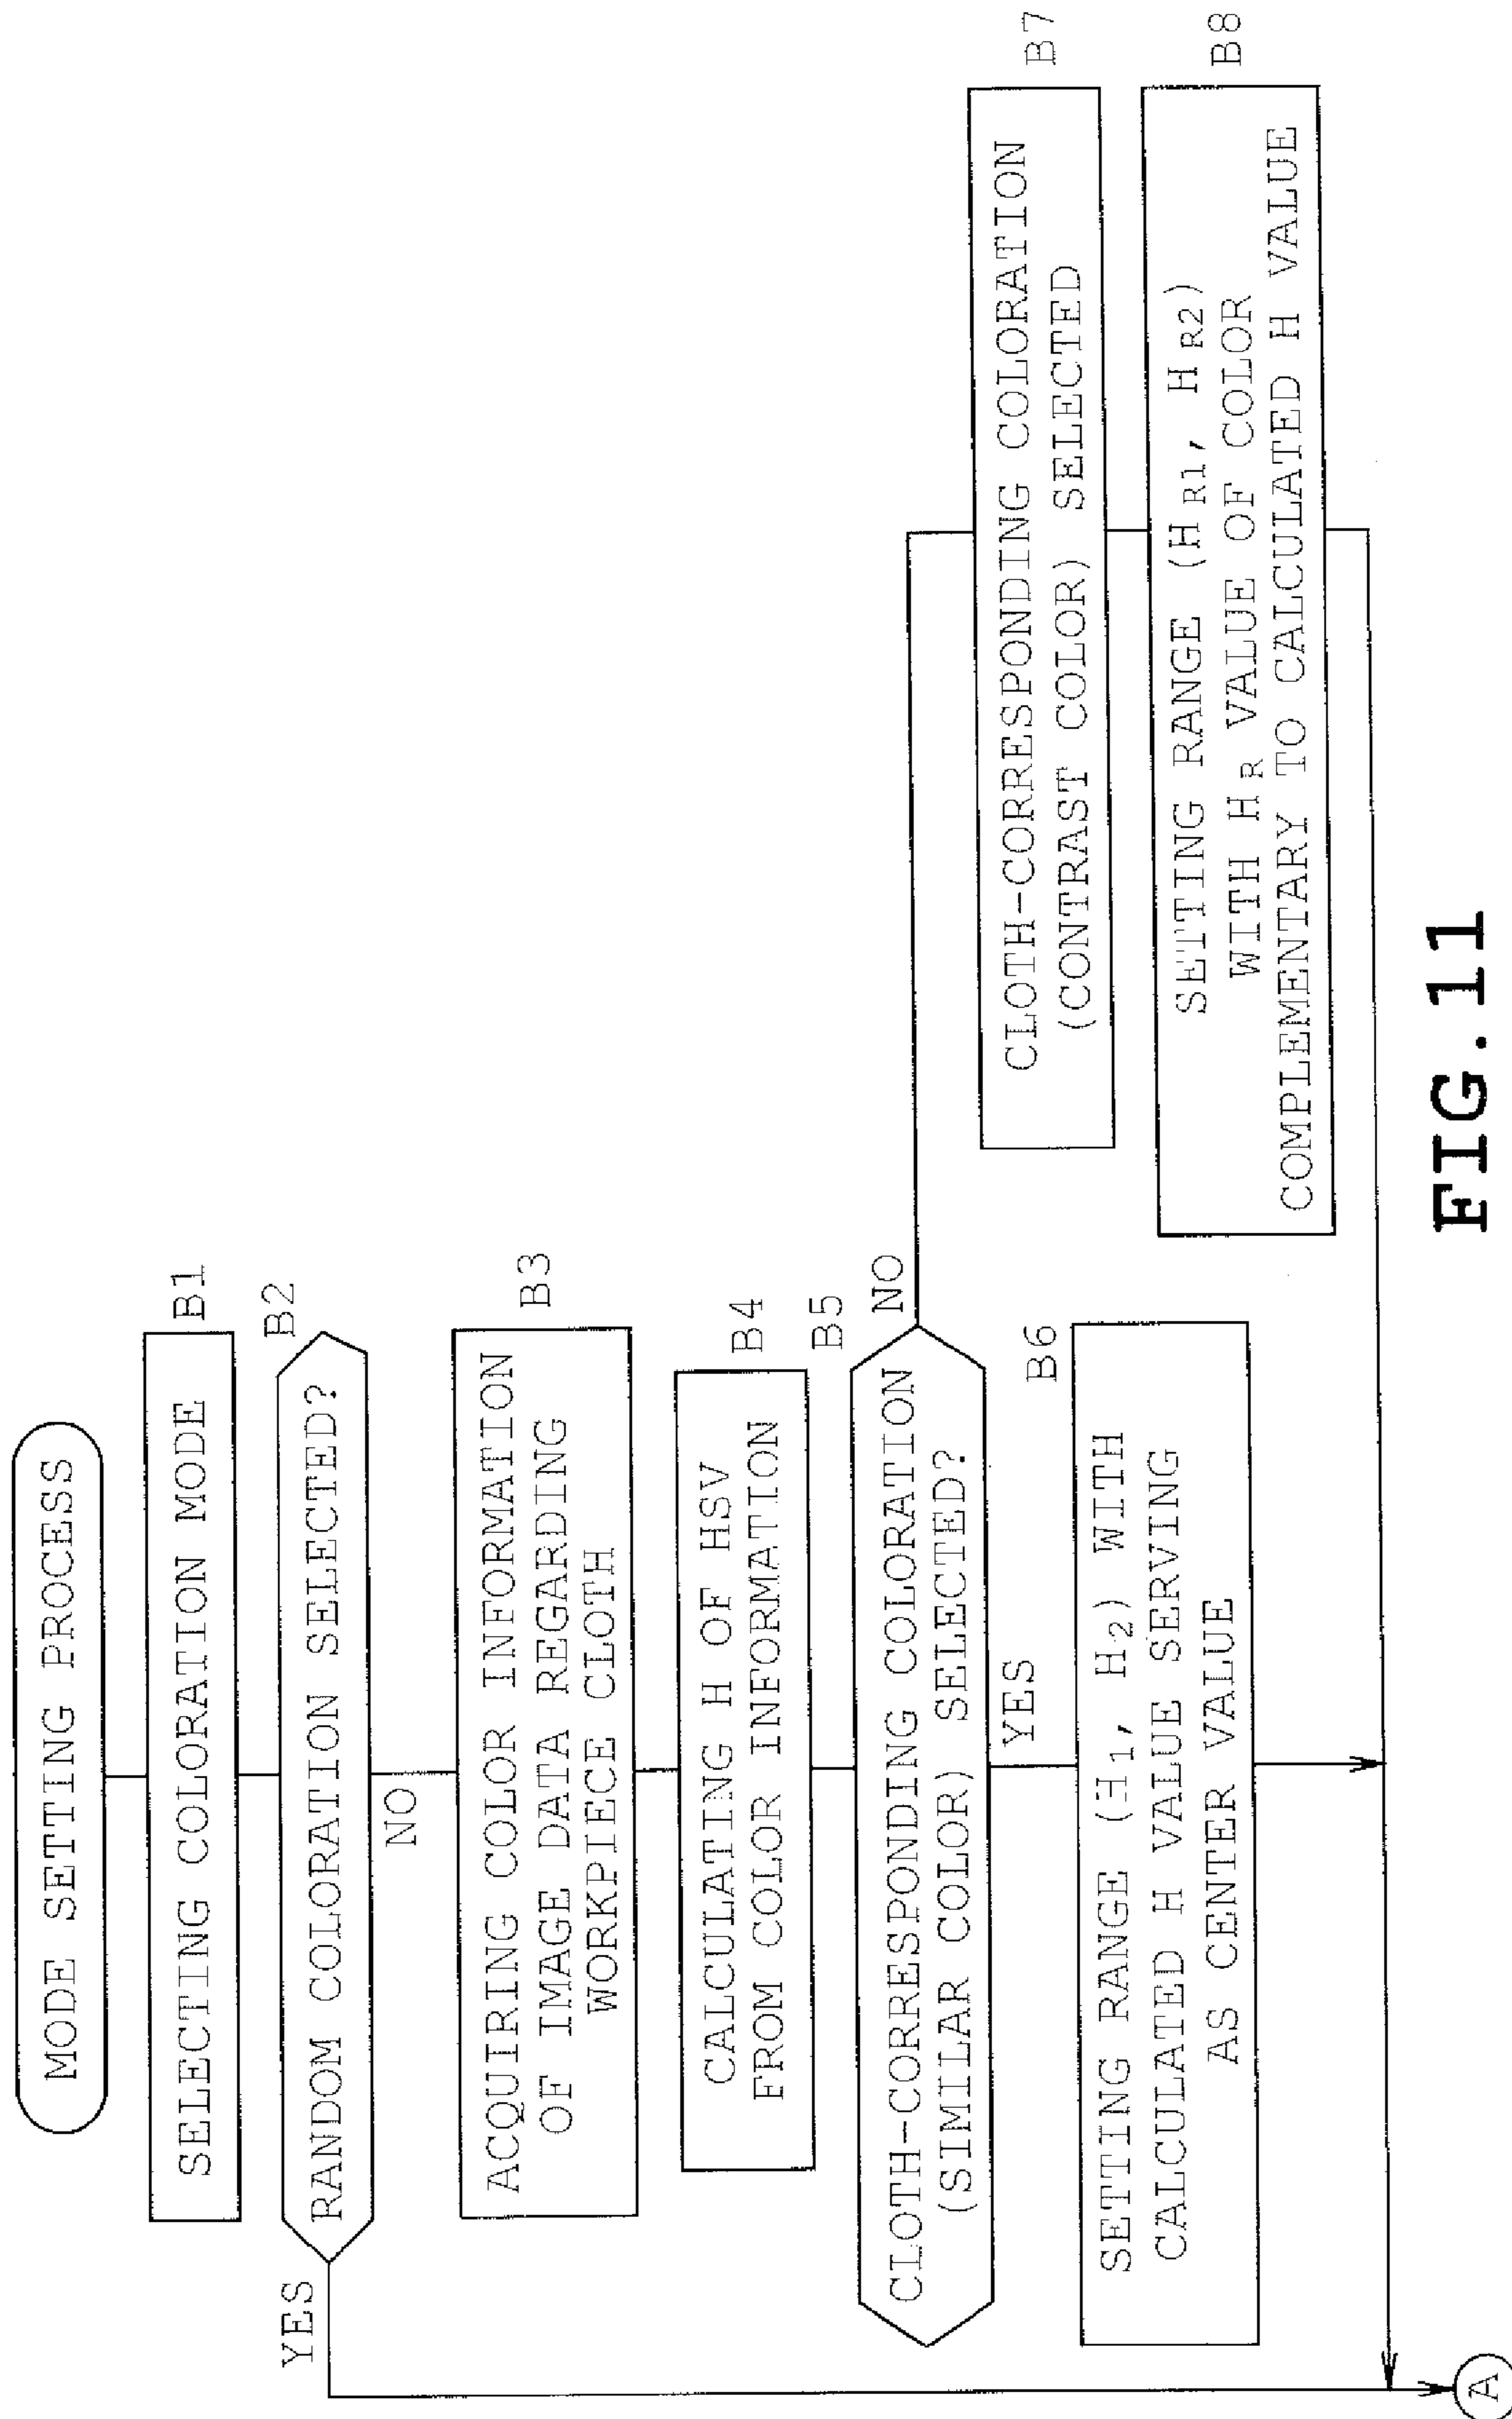 MODE SETTING PROCESS
SELECTING COLORATION MODE
B1
B2
RANDOM COLORATION SELECTED?
YES
NO
ACQUIRING COLOR INFORMATION
OF IMAGE DATA REGARDING
WORKPIECE CLOTH
B3
CALCULATING H OF HSV
FROM COLOR INFORMATION
B4
B5
CLOTH-CORRESPONDING COLORATION
(SIMILAR COLOR) SELECTED?
NO
YES
B6
SETTING RANGE (H1, H2) WITH
CALCULATED H VALUE SERVING
AS CENTER VALUE
CLOTH-CORRESPONDING COLORATION
(CONTRAST COLOR) SELECTED
B7
SETTING RANGE (HR1, HR2)
WITH HR VALUE OF COLOR
COMPLEMENTARY TO CALCULATED H VALUE
B8
A
FIG.11